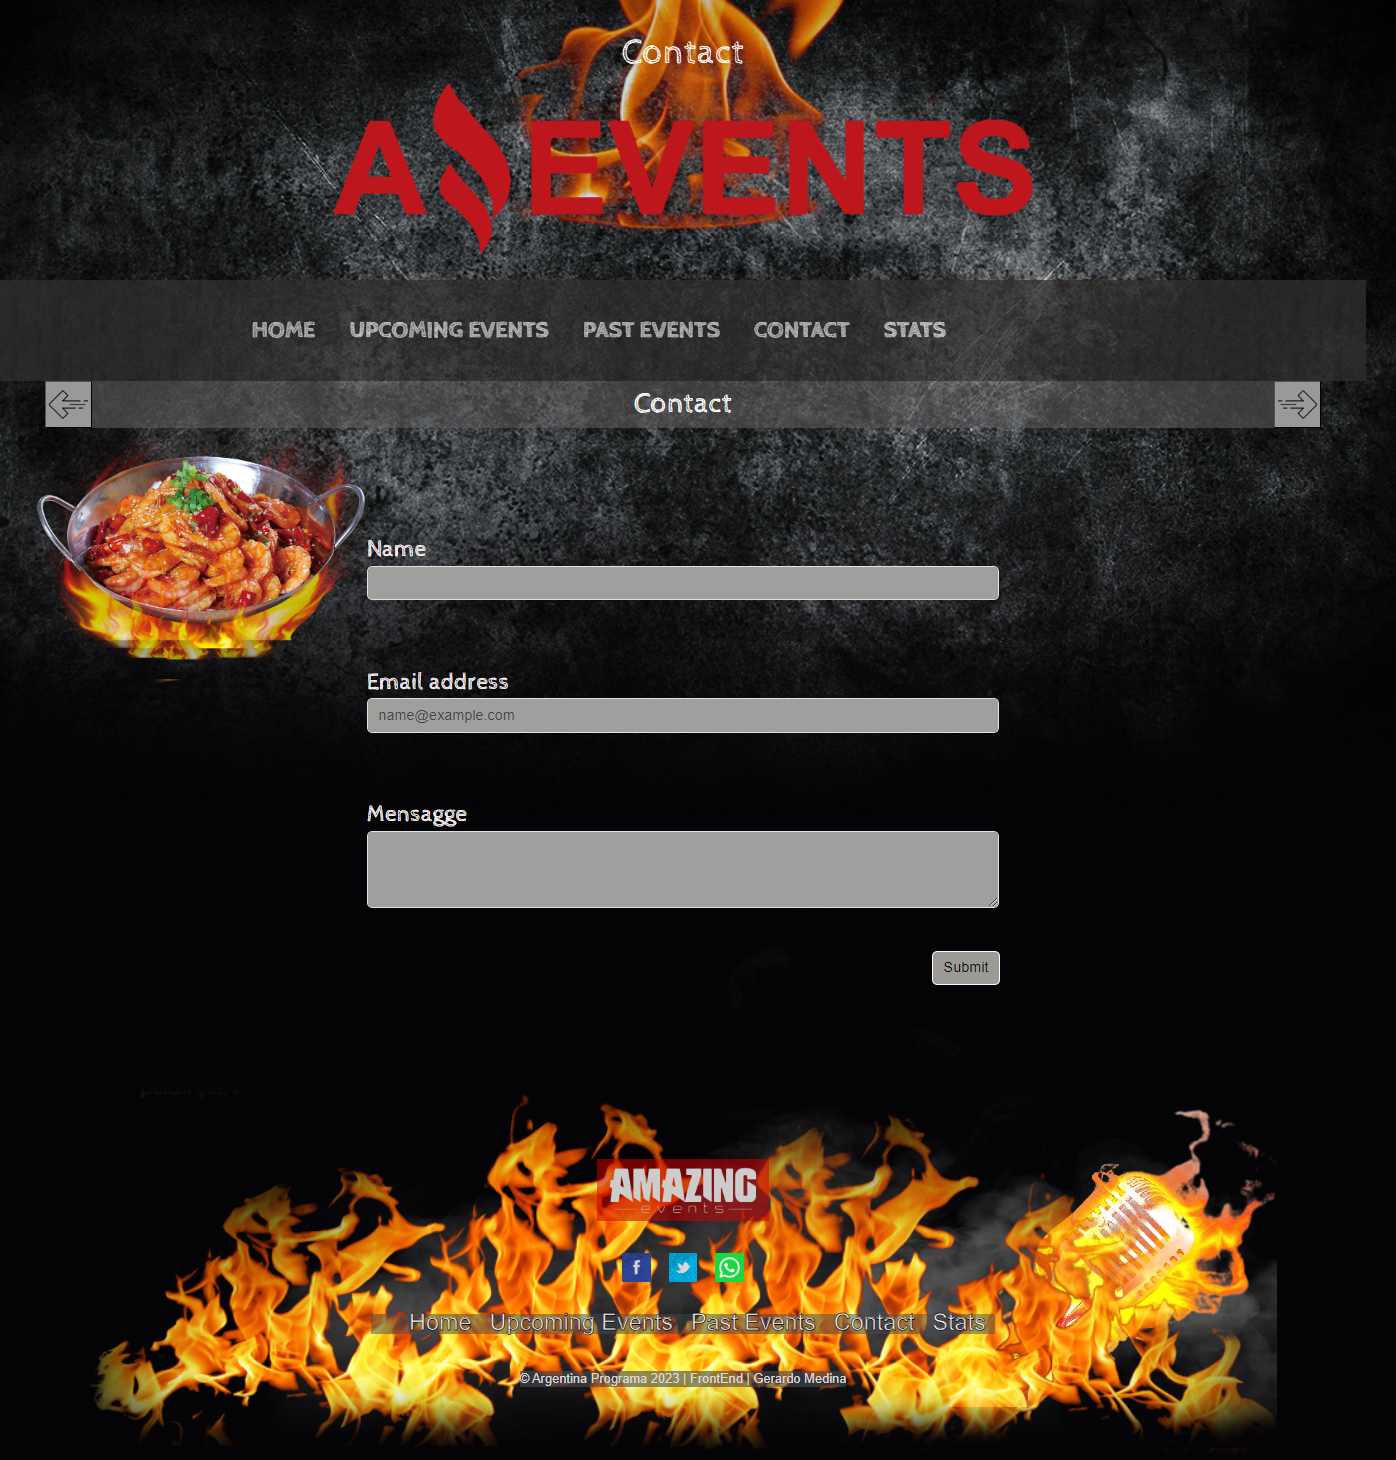 Contact
A EVENTS
HOME UPCOMING EVENTS PAST EVENTS CONTACT STATS
Contact
Name
Email address
name@example.com
Mensagge
Submit
AMAZING
events
Home Upcoming Events Past Events Contact Stats
© Argentina Programa 2023 | FrontEnd | Gerardo Medina